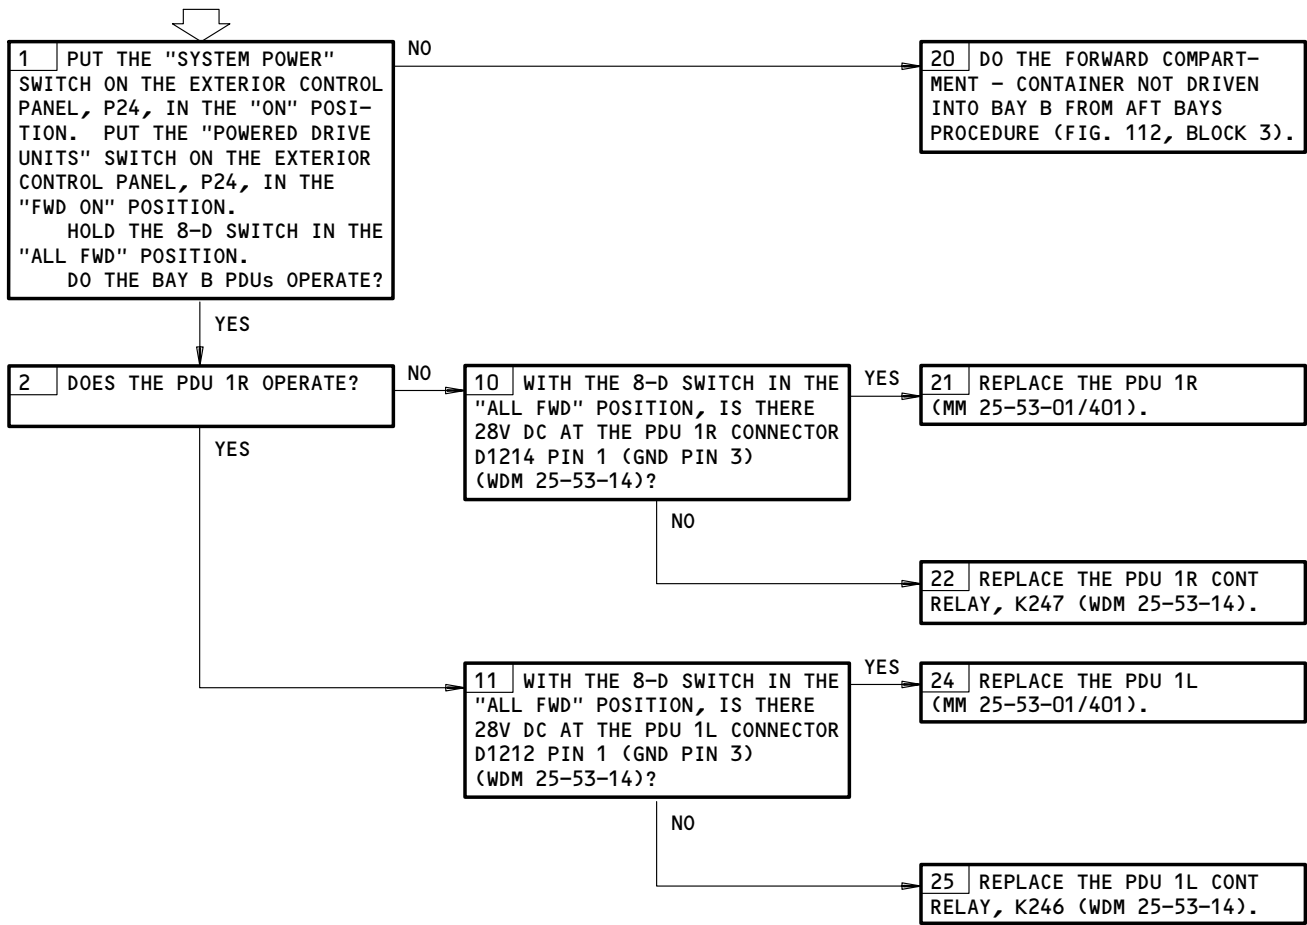 1 PUT THE "SYSTEM POWER"
SWITCH ON THE EXTERIOR CONTROL
PANEL, P24, IN THE "ON" POSI-
TION. PUT THE "POWERED DRIVE
UNITS" SWITCH ON THE EXTERIOR
CONTROL PANEL, P24, IN THE
"FWD ON" POSITION.
HOLD THE 8-D SWITCH IN THE
"ALL FWD" POSITION.
DO THE BAY B PDUs OPERATE?
NO
20 DO THE FORWARD COMPART-
MENT - CONTAINER NOT DRIVEN
INTO BAY B FROM AFT BAYS
PROCEDURE (FIG. 112, BLOCK 3).
YES
2 DOES THE PDU 1R OPERATE?
NO
10 WITH THE 8-D SWITCH IN THE
"ALL FWD" POSITION, IS THERE
28V DC AT THE PDU 1R CONNECTOR
D1214 PIN 1 (GND PIN 3)
(WDM 25-53-14)?
YES
21 REPLACE THE PDU 1R
(MM 25-53-01/401).
YES
NO
22 REPLACE THE PDU 1R CONT
RELAY, K247 (WDM 25-53-14).
11 WITH THE 8-D SWITCH IN THE
"ALL FWD" POSITION, IS THERE
28V DC AT THE PDU 1L CONNECTOR
D1212 PIN 1 (GND PIN 3)
(WDM 25-53-14)?
YES
24 REPLACE THE PDU 1L
(MM 25-53-01/401).
NO
25 REPLACE THE PDU 1L CONT
RELAY, K246 (WDM 25-53-14).